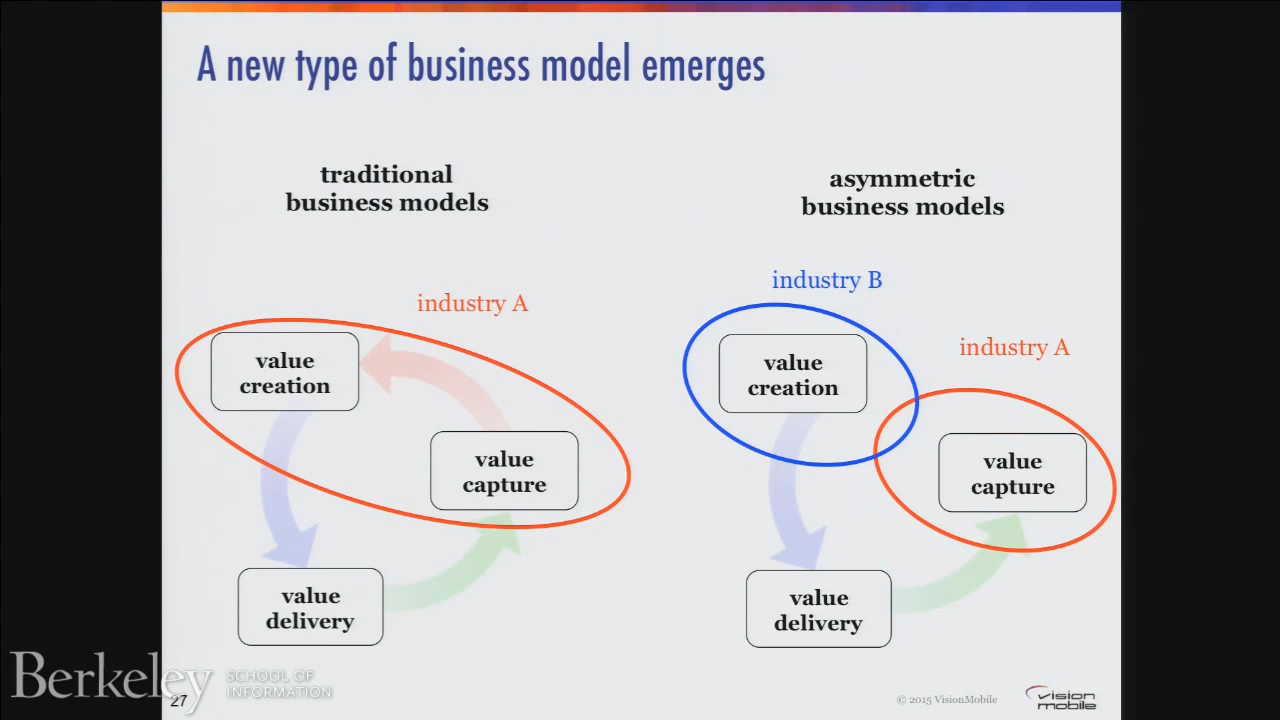 A new type of business model emerges
traditional
business models
industry A
value
creation
value
capture
value
delivery
asymmetric
business models
industry B
industry A
value
creation
value
capture
value
delivery
Berkeley
SCHOOL OF
INFORMATION
27
© 2015 VisionMobile
vision
mobile